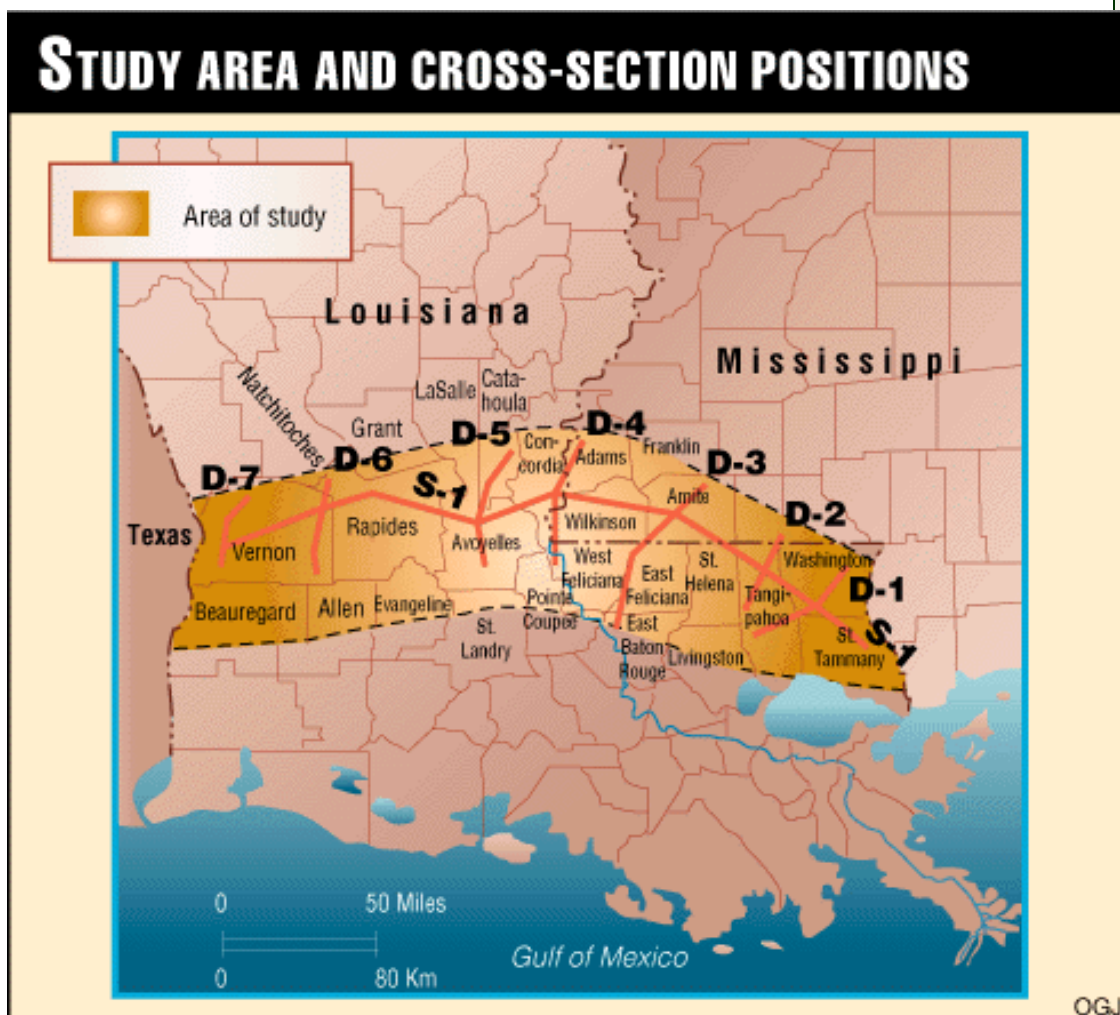 STUDY AREA AND CROSS-SECTION POSITIONS
Area of study
Louisiana
Mississippi
Natchitoches
LaSalle
Cata-
houla
Grant
D-7
D-6
D-5
D-4
D-3
D-2
D-1
S-1
S-1
Con-
cordia
Adams
Franklin
Amite
Texas
Vernon
Rapides
Avoyelles
Wilkinson
Washington
West
Feliciana
East
Feliciana
St.
Helena
Tangi-
pahoa
Beauregard
Allen
Evangeline
Pointe
Coupee
St.
Landry
East
Baton
Rouge
Livingston
St.
Tammany
0 50 Miles
0 80 Km
Gulf of Mexico
OGJ